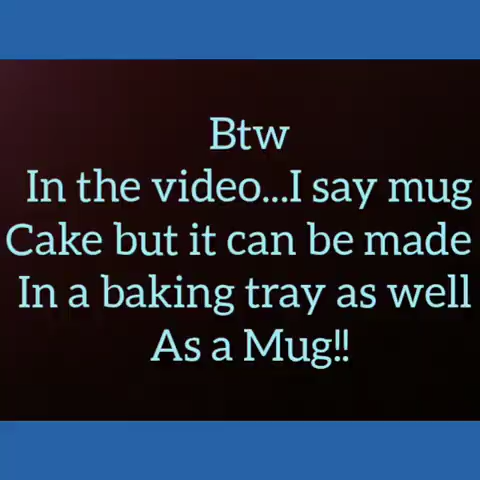 Btw
In the video...I say mug
Cake but it can be made
In a baking tray as well
As a Mug!!